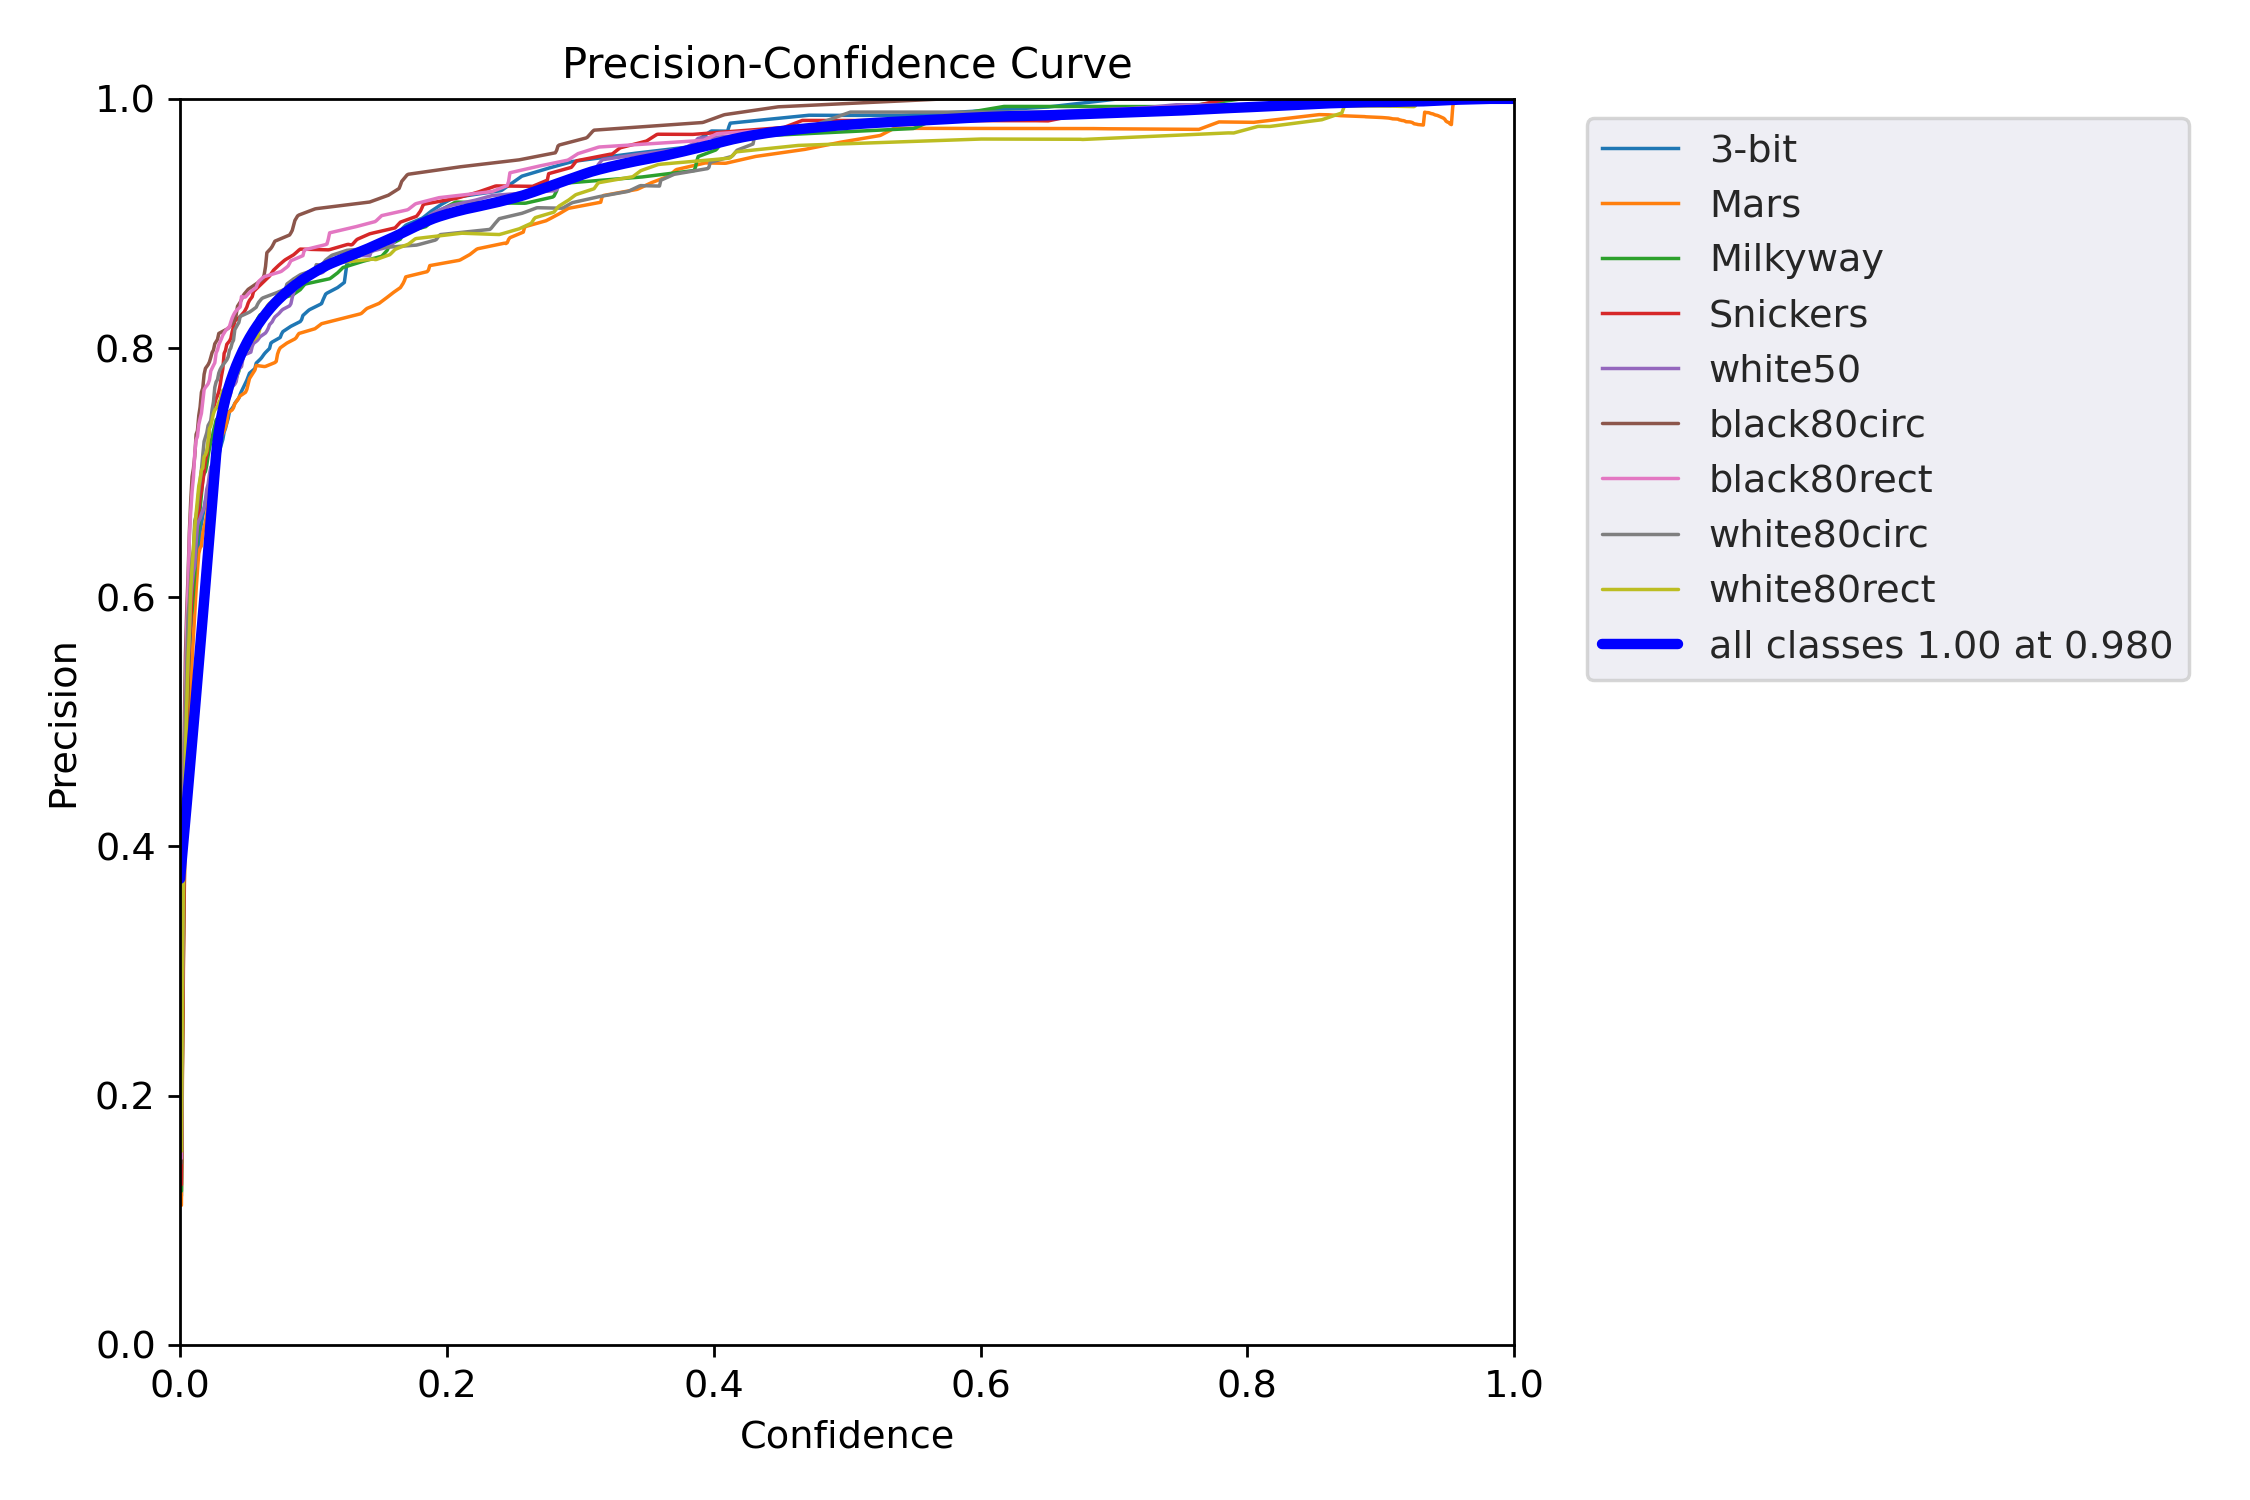 Precision-Confidence Curve
1.0
0.8
0.6
0.4
0.2
0.0
Precision
0.0 0.2 0.4 0.6 0.8 1.0
Confidence
3-bit
Mars
Milkyway
Snickers
white50
black80circ
black80rect
white80circ
white80rect
all classes 1.00 at 0.980